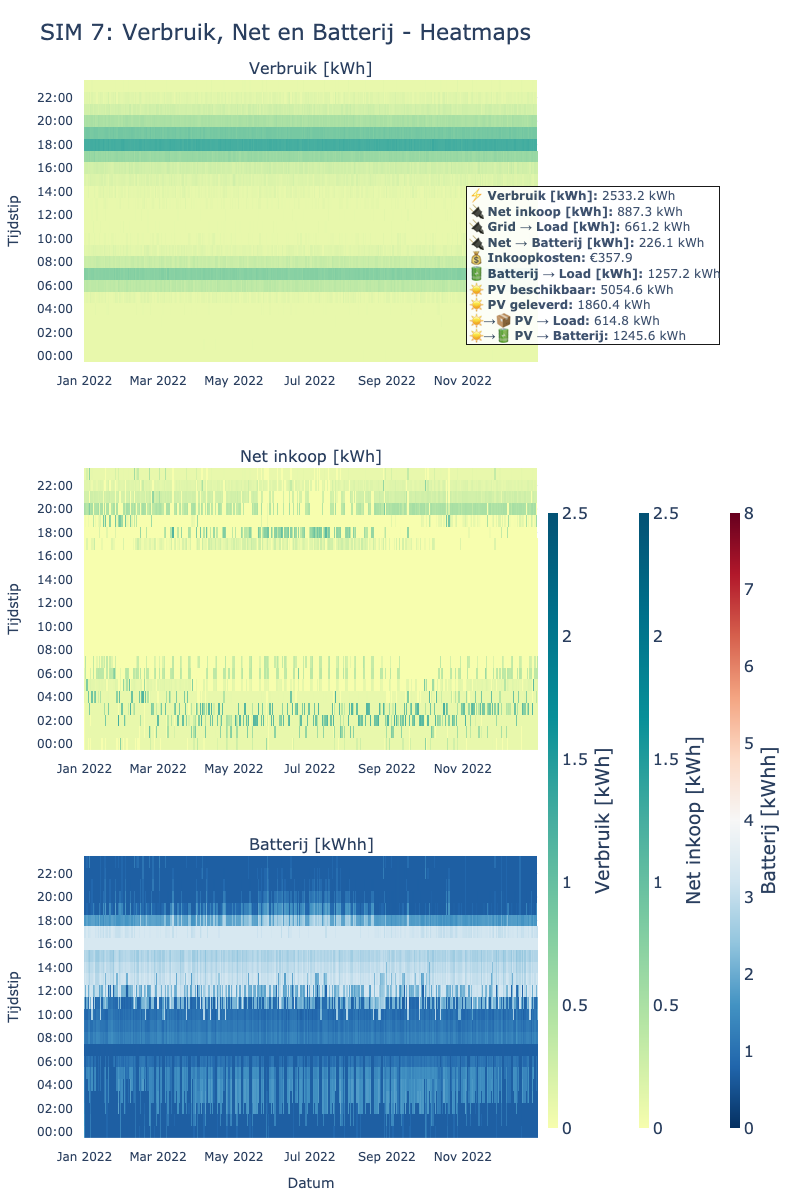 SIM 7: Verbruik, Net en Batterij - Heatmaps
Verbruik [kWh]
22:00
20:00
18:00
16:00
14:00
12:00
10:00
08:00
06:00
04:00
02:00
00:00
Tijdstip
Jan 2022 Mar 2022 May 2022 Jul 2022 Sep 2022 Nov 2022
⚡ Verbruik [kWh]: 2533.2 kWh
🔌 Net inkoop [kWh]: 887.3 kWh
🔌 Grid → Load [kWh]: 661.2 kWh
🔌 Net → Batterij [kWh]: 226.1 kWh
💰 Inkoopkosten: €357.9
🔋 Batterij → Load [kWh]: 1257.2 kWh
☀️ PV beschikbaar: 5054.6 kWh
☀️ PV geleverd: 1860.4 kWh
☀️→📦 PV → Load: 614.8 kWh
☀️→🔋 PV → Batterij: 1245.6 kWh
Net inkoop [kWh]
22:00
20:00
18:00
16:00
14:00
12:00
10:00
08:00
06:00
04:00
02:00
00:00
Tijdstip
Jan 2022 Mar 2022 May 2022 Jul 2022 Sep 2022 Nov 2022
Batterij [kWhh]
22:00
20:00
18:00
16:00
14:00
12:00
10:00
08:00
06:00
04:00
02:00
00:00
Tijdstip
Jan 2022 Mar 2022 May 2022 Jul 2022 Sep 2022 Nov 2022
Datum
2.5
2
1.5
1
0.5
0
Verbruik [kWh]
2.5
2
1.5
1
0.5
0
Net inkoop [kWh]
8
7
6
5
4
3
2
1
0
Batterij [kWhh]